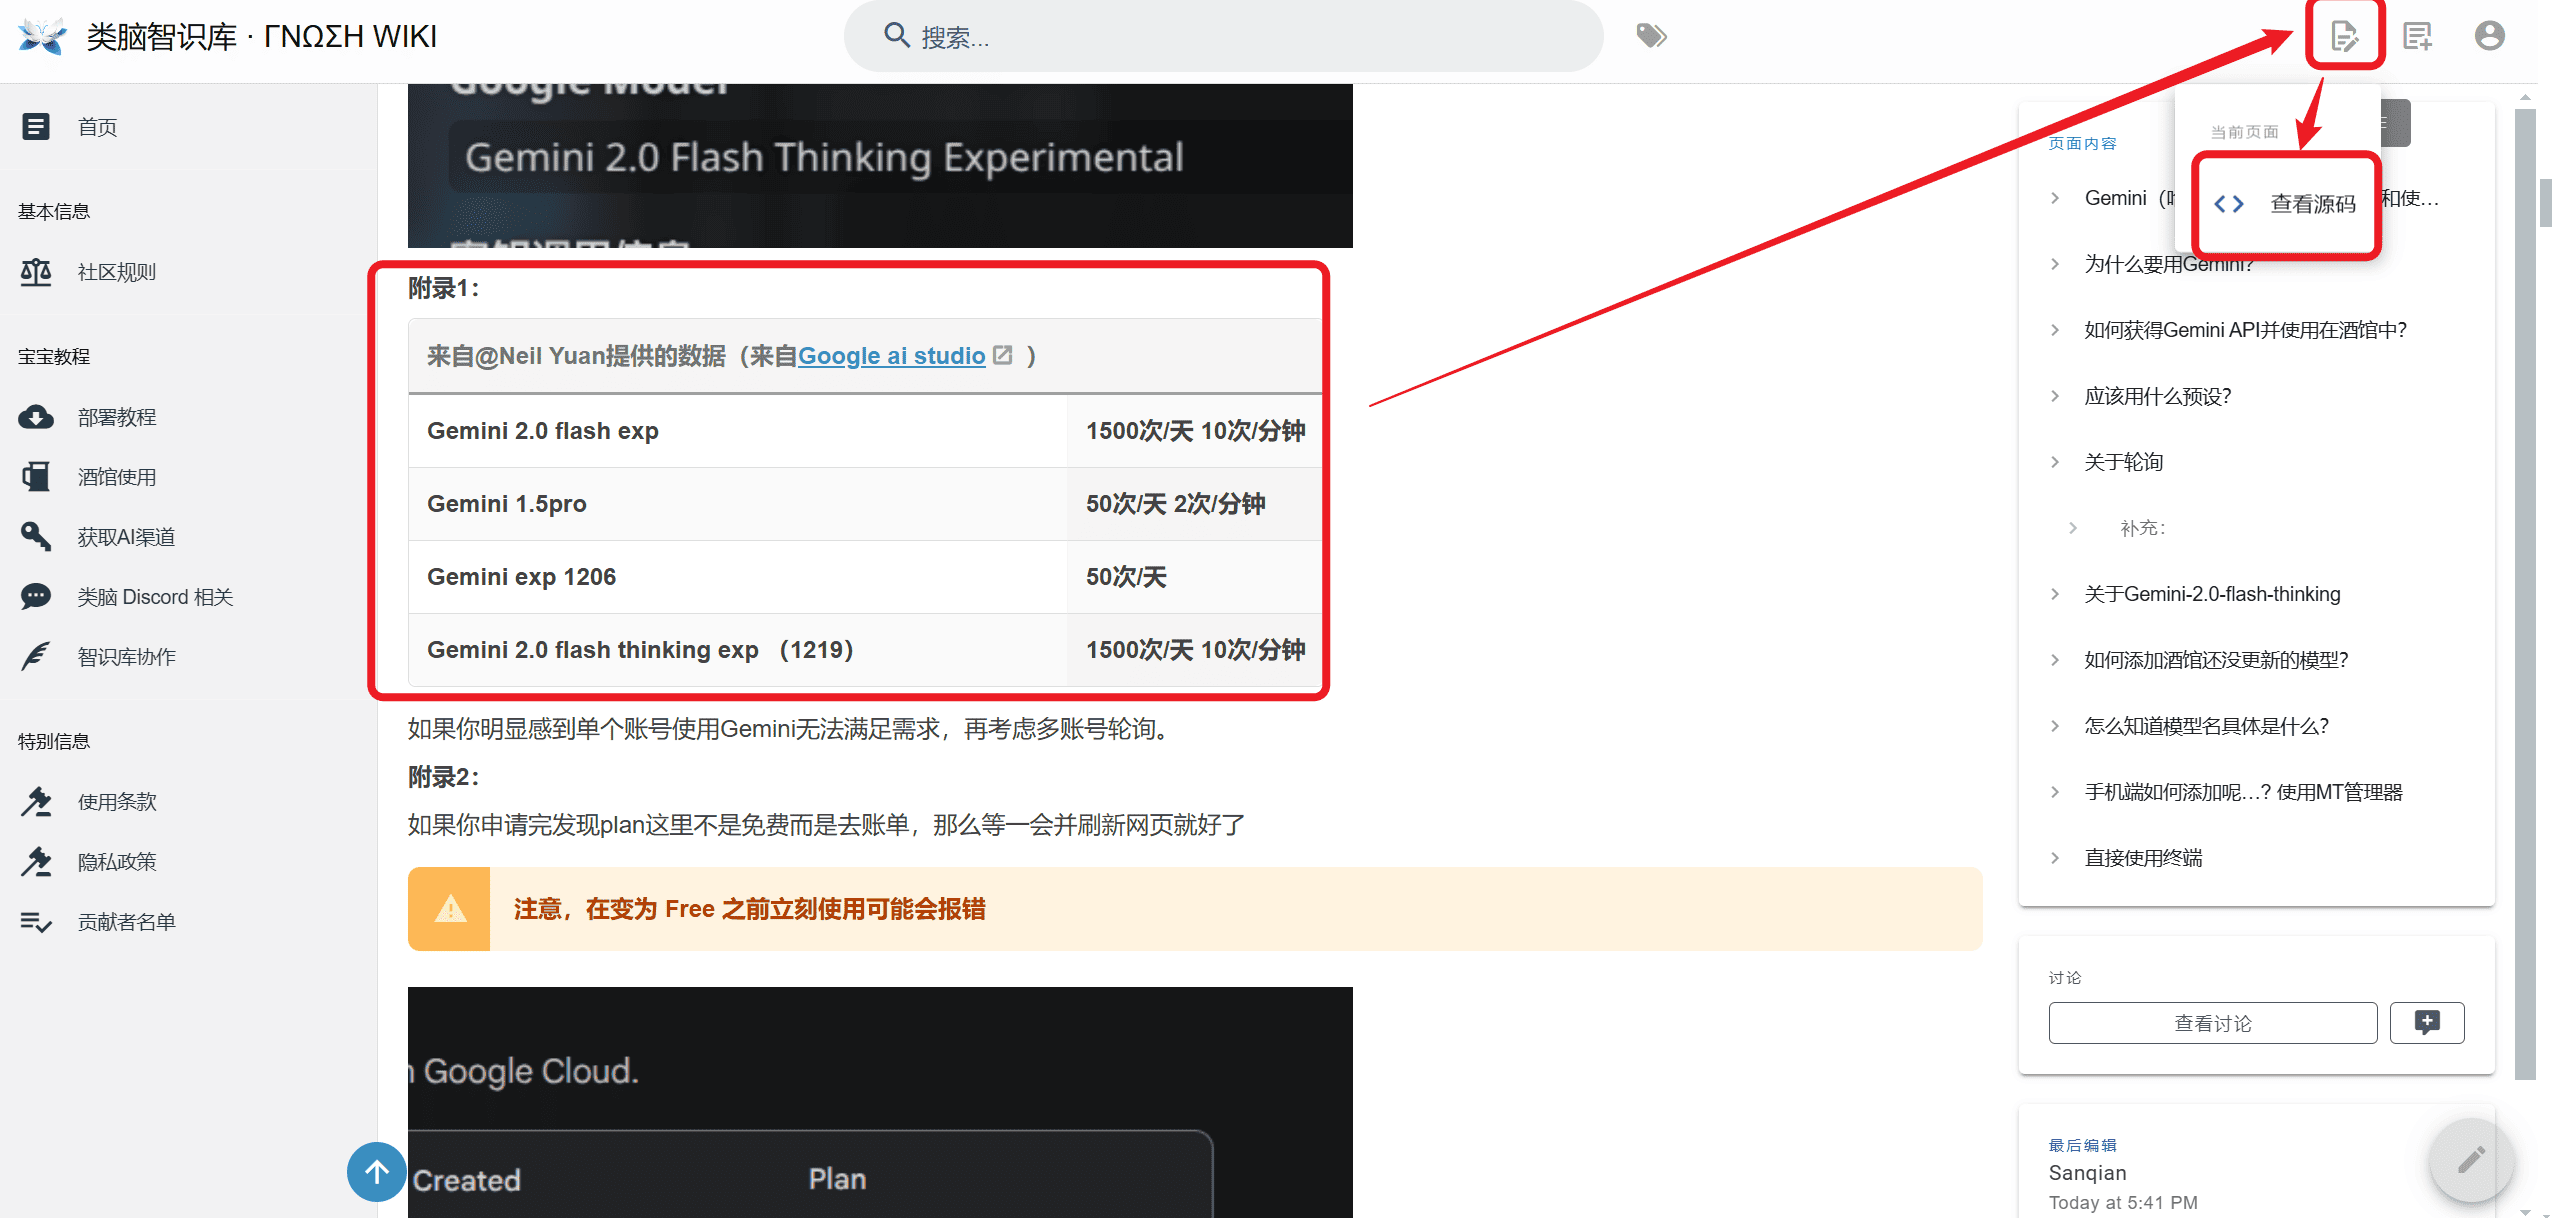 类脑智识库 · ΓΝΩΣΗ WIKI
搜索...
首页
基本信息
社区规则
宝宝教程
部署教程
酒馆使用
获取AI渠道
类脑 Discord 相关
智识库协作
特别信息
使用条款
隐私政策
贡献者名单
Google Model
Gemini 2.0 Flash Thinking Experimental
附录1：
来自@Neil Yuan提供的数据（来自Google ai studio ）
Gemini 2.0 flash exp 1500次/天 10次/分钟
Gemini 1.5pro 50次/天 2次/分钟
Gemini exp 1206 50次/天
Gemini 2.0 flash thinking exp （1219） 1500次/天 10次/分钟
如果你明显感到单个账号使用Gemini无法满足需求，再考虑多账号轮询。
附录2：
如果你申请完发现plan这里不是免费而是去账单，那么等一会并刷新网页就好了
注意，在变为 Free 之前立刻使用可能会报错
Google Cloud.
Created Plan
当前页面
查看源码
页面内容
Gemini 和使…
为什么要用Gemini？
如何获得Gemini API并使用在酒馆中？
应该用什么预设？
关于轮询
补充：
关于Gemini-2.0-flash-thinking
如何添加酒馆还没更新的模型？
怎么知道模型名具体是什么？
手机端如何添加呢…? 使用MT管理器
直接使用终端
讨论
查看讨论
最后编辑
Sanqian
Today at 5:41 PM